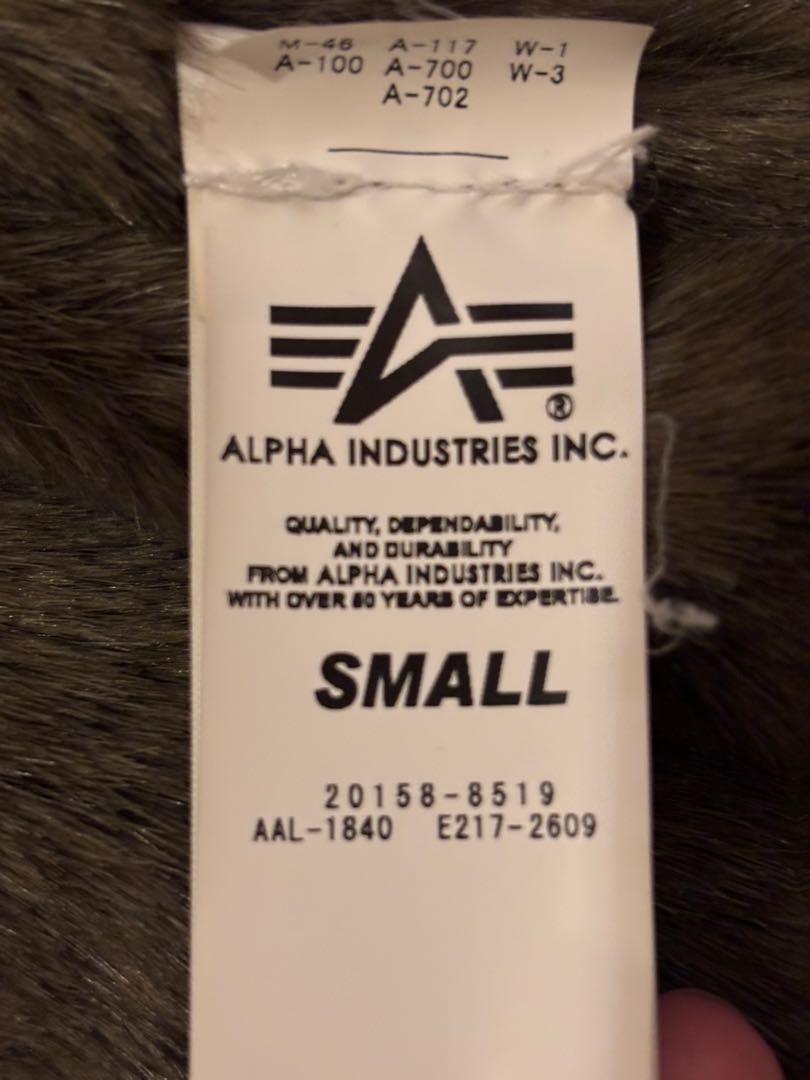 M-46 A-117 W-1
A-100 A-700 W-3
A-702
®
ALPHA INDUSTRIES INC.
QUALITY, DEPENDABILITY,
AND DURABILITY
FROM ALPHA INDUSTRIES INC.
WITH OVER 50 YEARS OF EXPERTISE.
SMALL
20158-8519
AAL-1840 E217-2609